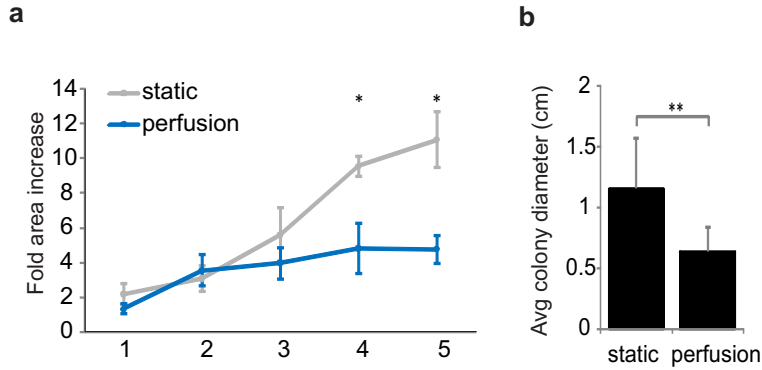 a
Fold area increase
14
12
10
8
6
4
2
0
static
perfusion
*
*
1 2 3 4 5
b
Avg colony diameter (cm)
2
1.5
1
0.5
0
**
static perfusion